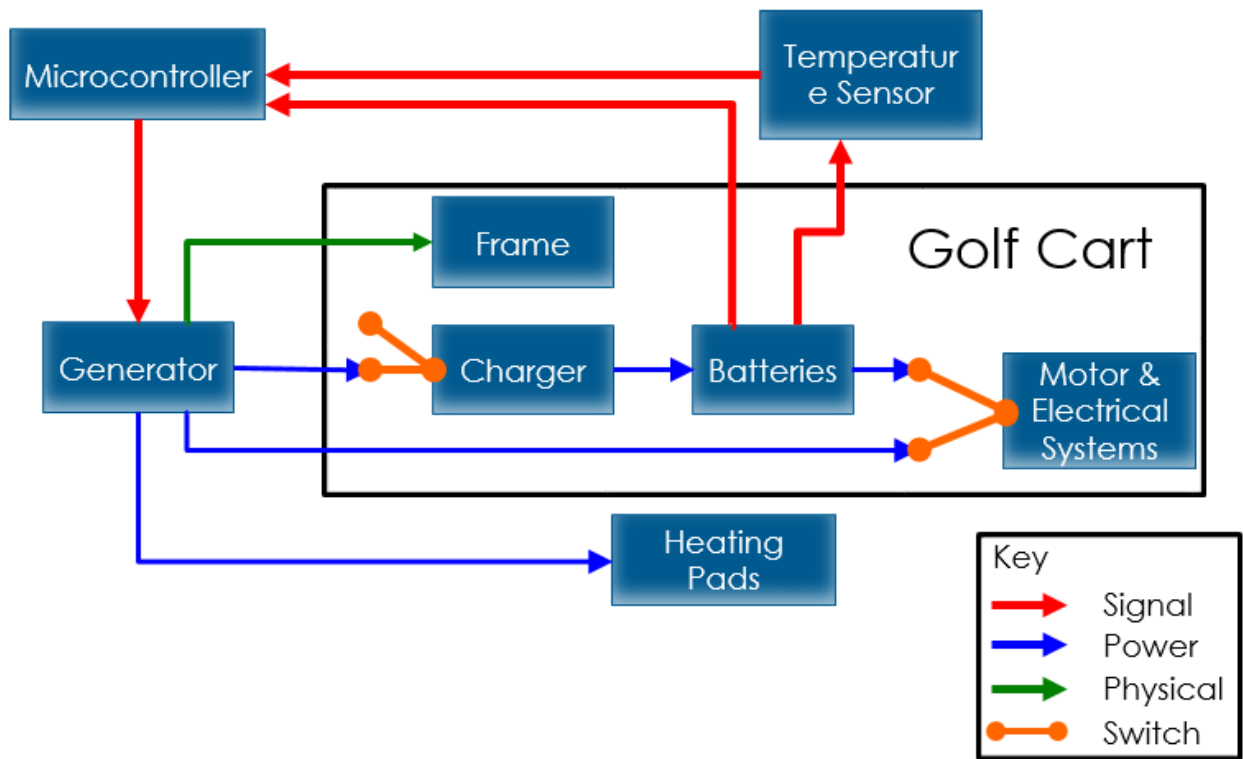 Microcontroller
Temperatur
e Sensor
Frame
Golf Cart
Generator
Charger
Batteries
Motor &
Electrical
Systems
Heating
Pads
Key
Signal
Power
Physical
Switch